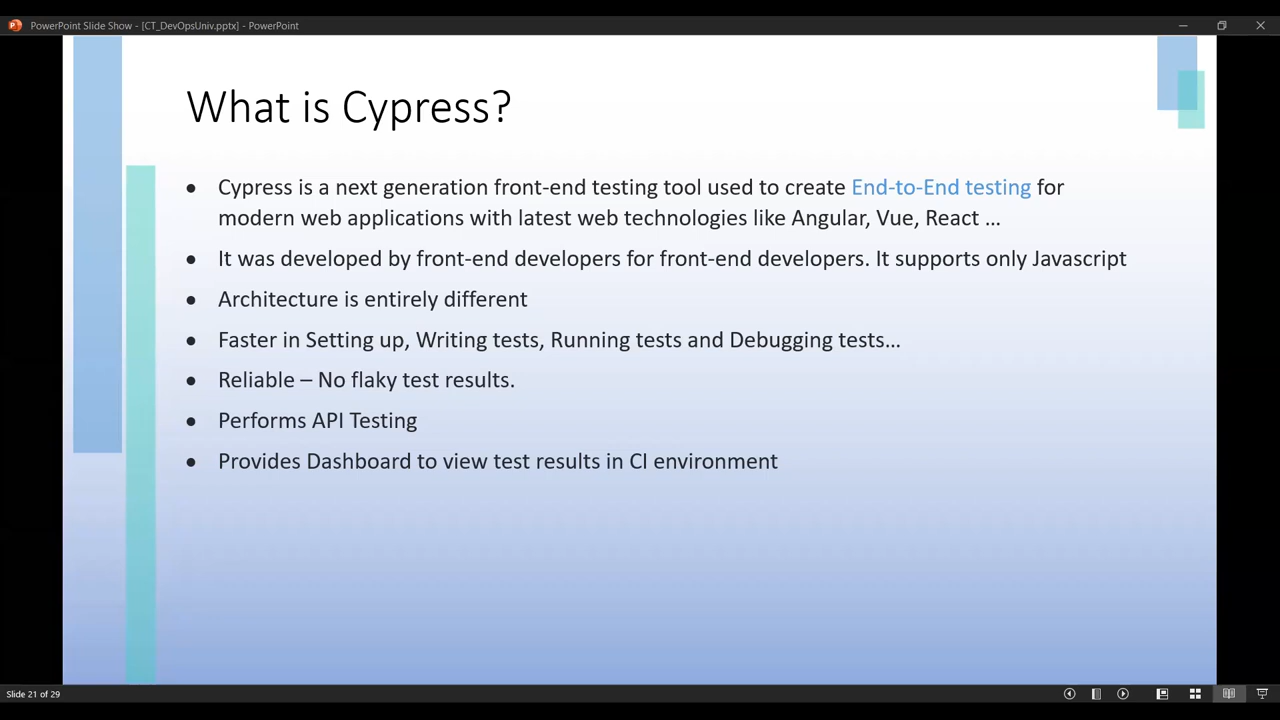 PowerPoint Slide Show - [CT_DevOpsUniv.pptx] - PowerPoint
What is Cypress?
• Cypress is a next generation front-end testing tool used to create End-to-End testing for
modern web applications with latest web technologies like Angular, Vue, React ...
• It was developed by front-end developers for front-end developers. It supports only Javascript
• Architecture is entirely different
• Faster in Setting up, Writing tests, Running tests and Debugging tests...
• Reliable – No flaky test results.
• Performs API Testing
• Provides Dashboard to view test results in CI environment
Slide 21 of 29